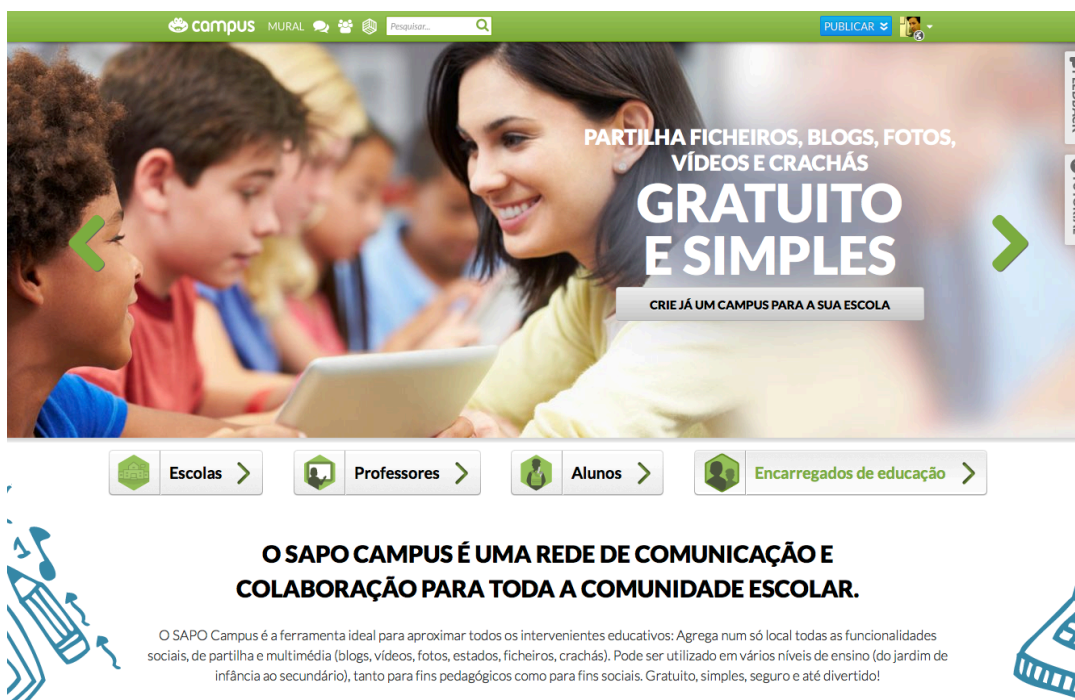 campus MURAL Pesquisar... PUBLICAR
FEEDBACK
PARTILHA FICHEIROS, BLOGS, FOTOS,
VÍDEOS E CRACHÁS
GRATUITO
E SIMPLES
CRIE JÁ UM CAMPUS PARA A SUA ESCOLA
Escolas Professores Alunos Encarregados de educação
O SAPO CAMPUS É UMA REDE DE COMUNICAÇÃO E
COLABORAÇÃO PARA TODA A COMUNIDADE ESCOLAR.
O SAPO Campus é a ferramenta ideal para aproximar todos os intervenientes educativos: Agrega num só local todas as funcionalidades
sociais, de partilha e multimédia (blogs, vídeos, fotos, estados, ficheiros, crachás). Pode ser utilizado em vários níveis de ensino (do jardim de
infância ao secundário), tanto para fins pedagógicos como para fins sociais. Gratuito, simples, seguro e até divertido!